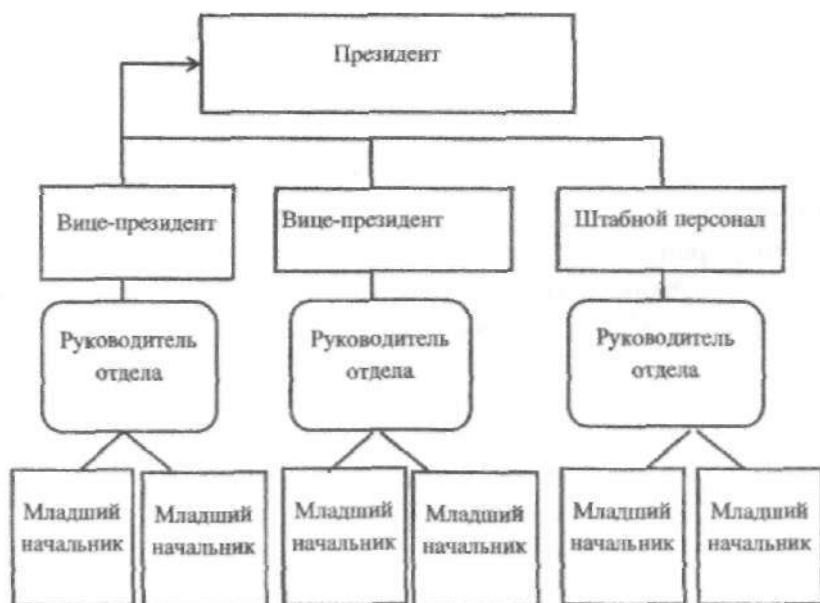 Президент
Вице-президент
Вице-президент
Штабной персонал
Руководитель
отдела
Руководитель
отдела
Руководитель
отдела
Младший
начальник
Младший
начальник
Младший
начальник
Младший
начальник
Младший
начальник
Младший
начальник